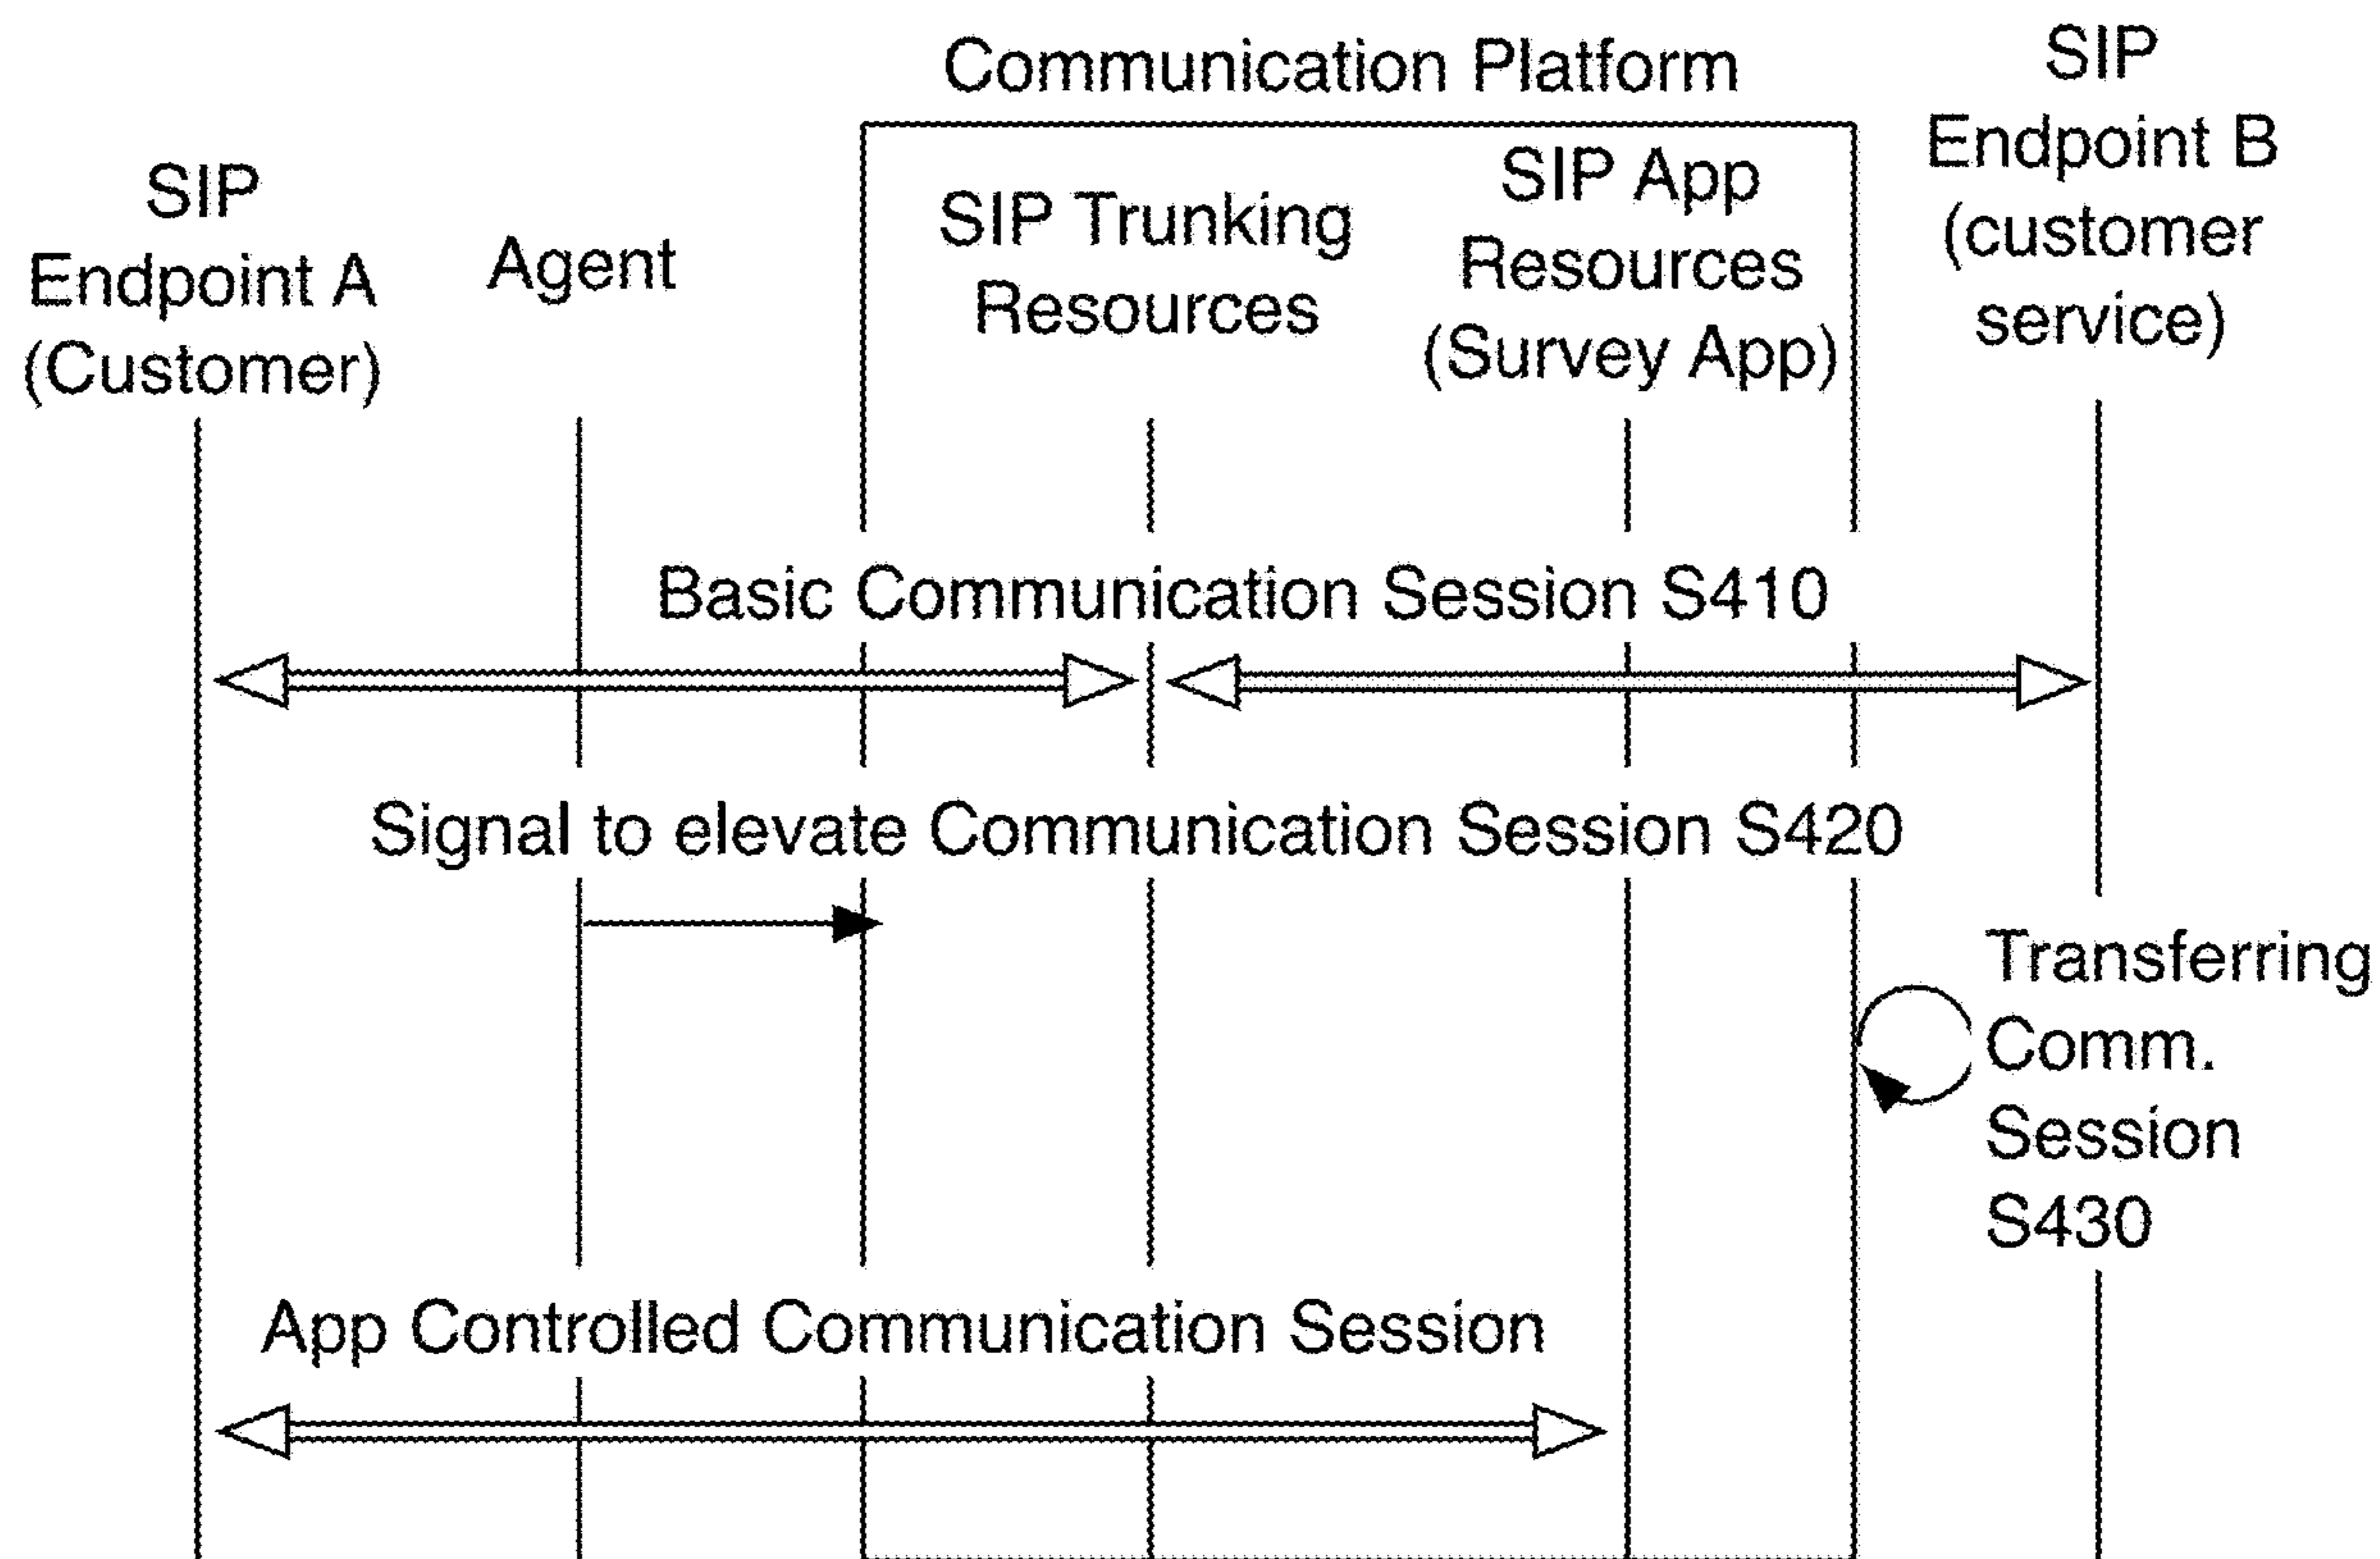 Communication Platform
SIP
Endpoint A
(Customer)
Agent
SIP Trunking
Resources
SIP App
Resources
(Survey App)
SIP
Endpoint B
(customer
service)
Basic Communication Session S410
Signal to elevate Communication Session S420
Transferring
Comm.
Session
S430
App Controlled Communication Session